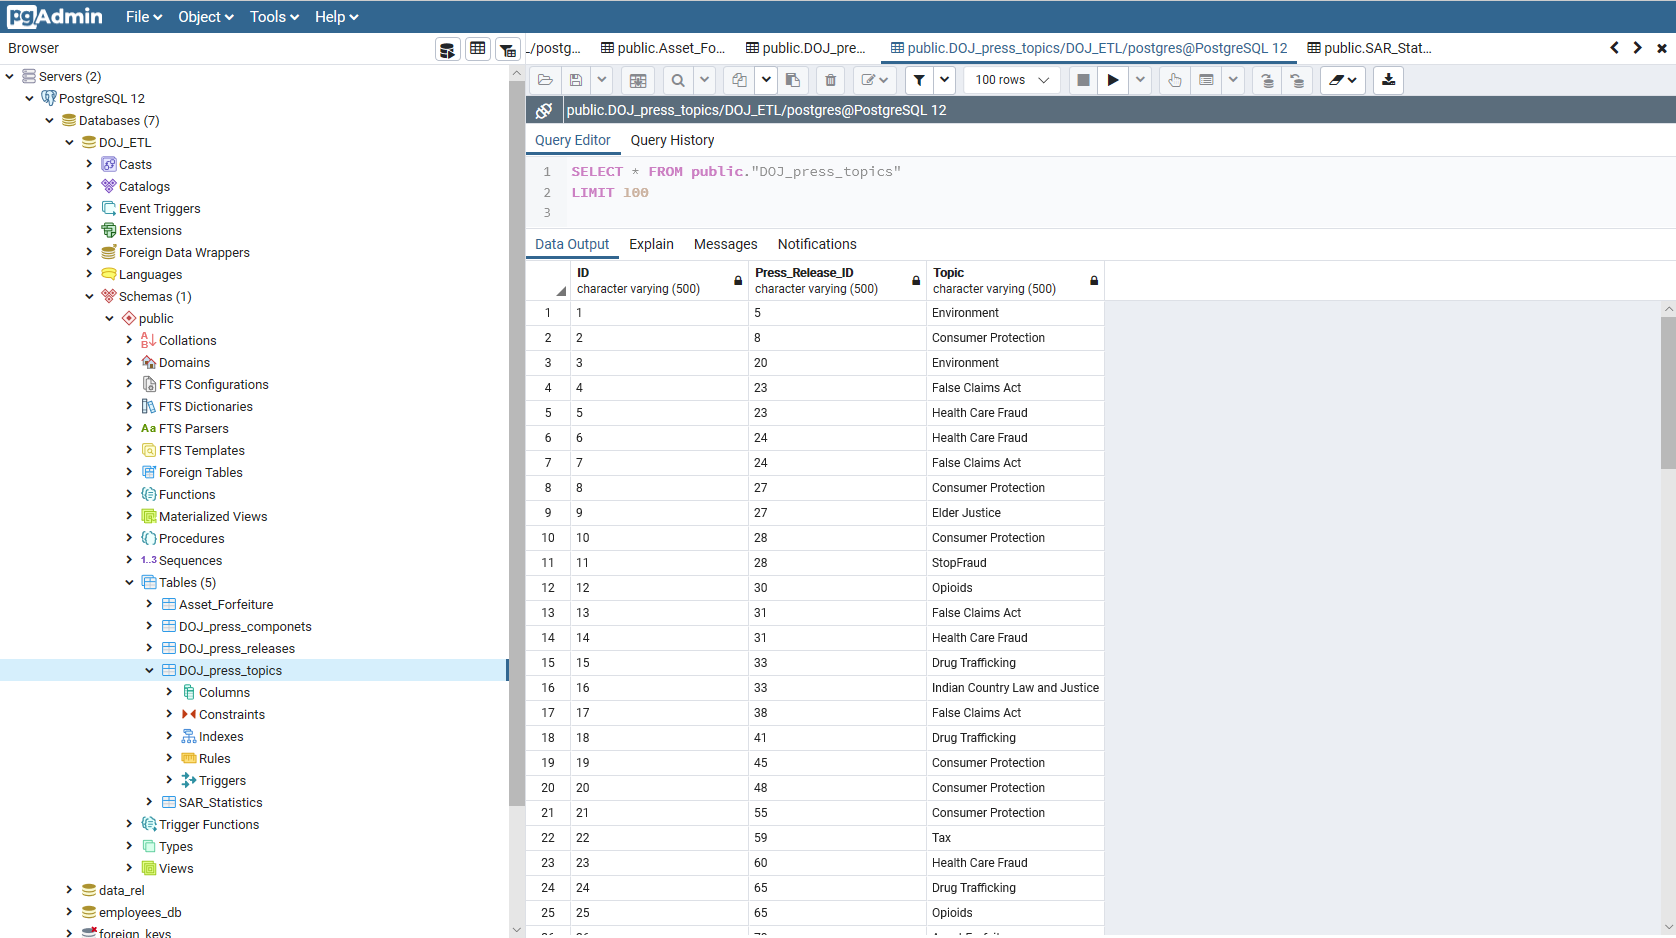 pgAdmin File Object Tools Help
Browser
Servers (2)
PostgreSQL 12
Databases (7)
DOJ_ETL
Casts
Catalogs
Event Triggers
Extensions
Foreign Data Wrappers
Languages
Schemas (1)
public
Collations
Domains
FTS Configurations
FTS Dictionaries
Aa FTS Parsers
FTS Templates
Foreign Tables
Functions
Materialized Views
Procedures
1..3 Sequences
Tables (5)
Asset_Forfeiture
DOJ_press_componets
DOJ_press_releases
DOJ_press_topics
Columns
Constraints
Indexes
Rules
Triggers
SAR_Statistics
Trigger Functions
Types
Views
data_rel
employees_db
foreign_keys
_/postg... public.Asset_Fo... public.DOJ_pre... public.DOJ_press_topics/DOJ_ETL/postgres@PostgreSQL 12 public.SAR_Stat...
100 rows
public.DOJ_press_topics/DOJ_ETL/postgres@PostgreSQL 12
Query Editor Query History
1 SELECT * FROM public."DOJ_press_topics"
2 LIMIT 100
3
Data Output Explain Messages Notifications
ID Press_Release_ID Topic
character varying (500) character varying (500) character varying (500)
1 1 5 Environment
2 2 8 Consumer Protection
3 3 20 Environment
4 4 23 False Claims Act
5 5 23 Health Care Fraud
6 6 24 Health Care Fraud
7 7 24 False Claims Act
8 8 27 Consumer Protection
9 9 27 Elder Justice
10 10 28 Consumer Protection
11 11 28 StopFraud
12 12 30 Opioids
13 13 31 False Claims Act
14 14 31 Health Care Fraud
15 15 33 Drug Trafficking
16 16 33 Indian Country Law and Justice
17 17 38 False Claims Act
18 18 41 Drug Trafficking
19 19 45 Consumer Protection
20 20 48 Consumer Protection
21 21 55 Consumer Protection
22 22 59 Tax
23 23 60 Health Care Fraud
24 24 65 Drug Trafficking
25 25 65 Opioids